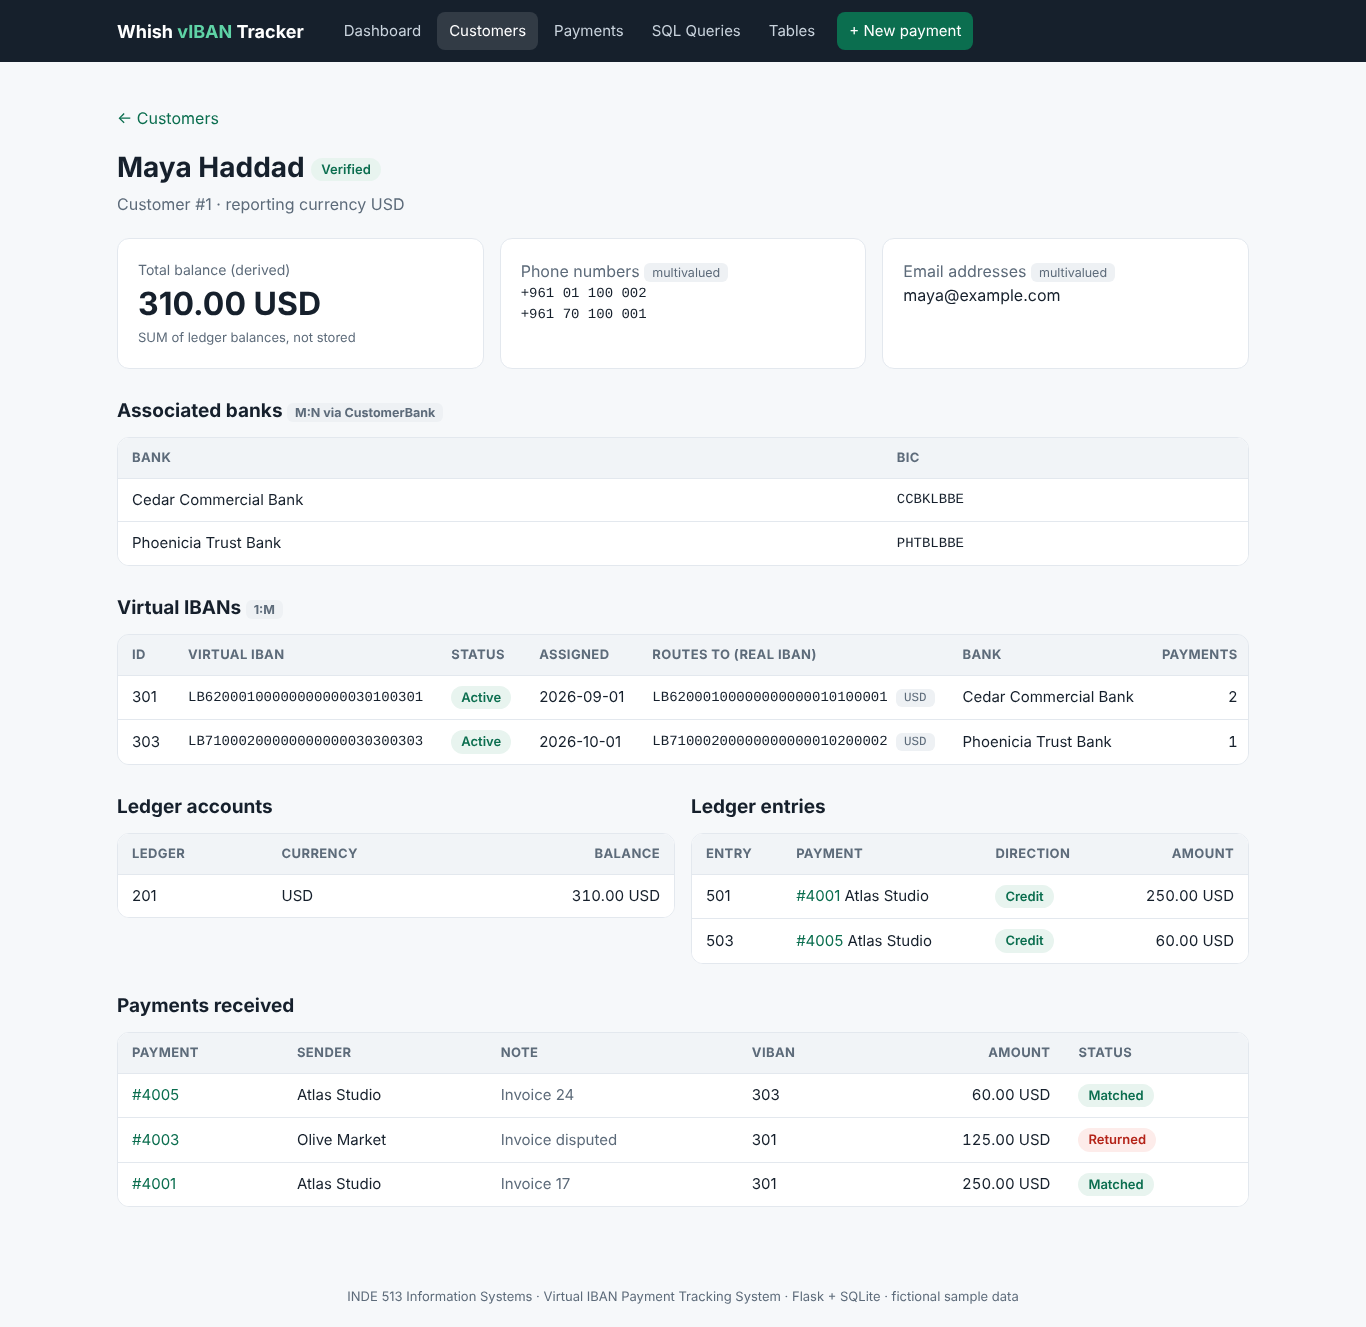 Whish vIBAN Tracker Dashboard Customers Payments SQL Queries Tables + New payment
← Customers
Maya Haddad Verified
Customer #1 · reporting currency USD
Total balance (derived)
310.00 USD
SUM of ledger balances, not stored
Phone numbers multivalued
+961 01 100 002
+961 70 100 001
Email addresses multivalued
maya@example.com
Associated banks M:N via CustomerBank
BANK BIC
Cedar Commercial Bank CCBKLBBE
Phoenicia Trust Bank PHTBLBBE
Virtual IBANs 1:M
ID VIRTUAL IBAN STATUS ASSIGNED ROUTES TO (REAL IBAN) BANK PAYMENTS
301 LB62000100000000000030100301 Active 2026-09-01 LB62000100000000000010100001 USD Cedar Commercial Bank 2
303 LB71000200000000000030300303 Active 2026-10-01 LB71000200000000000010200002 USD Phoenicia Trust Bank 1
Ledger accounts
LEDGER CURRENCY BALANCE
201 USD 310.00 USD
Ledger entries
ENTRY PAYMENT DIRECTION AMOUNT
501 #4001 Atlas Studio Credit 250.00 USD
503 #4005 Atlas Studio Credit 60.00 USD
Payments received
PAYMENT SENDER NOTE VIBAN AMOUNT STATUS
#4005 Atlas Studio Invoice 24 303 60.00 USD Matched
#4003 Olive Market Invoice disputed 301 125.00 USD Returned
#4001 Atlas Studio Invoice 17 301 250.00 USD Matched
INDE 513 Information Systems · Virtual IBAN Payment Tracking System · Flask + SQLite · fictional sample data